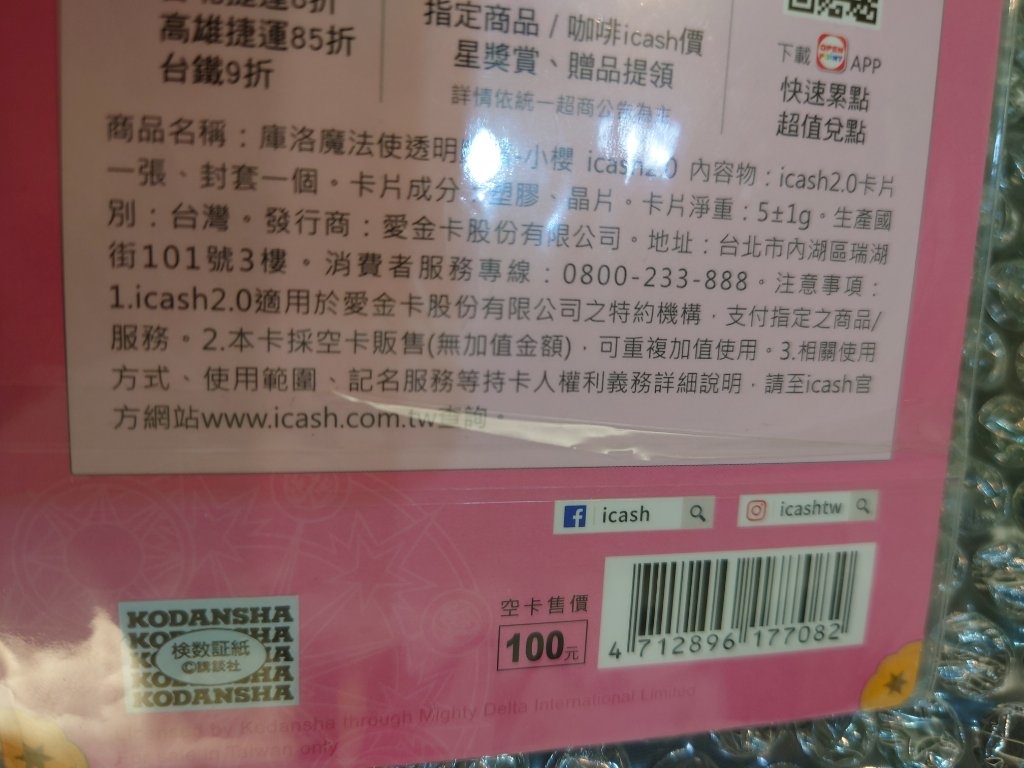 高雄捷運85折
台鐵9折
指定商品 / 咖啡icash價
星獎賞、贈品提領
詳情依統一超商公告為主
下載 OPEN POINT APP
快速累點
超值兌點
商品名稱：庫洛魔法使透明 小櫻 icash2.0 內容物：icash2.0卡片
一張、封套一個。卡片成分：塑膠、晶片。卡片淨重：5±1g。生產國
別：台灣。發行商：愛金卡股份有限公司。地址：台北市內湖區瑞湖
街101號3樓。消費者服務專線：0800-233-888。注意事項：
1.icash2.0適用於愛金卡股份有限公司之特約機構，支付指定之商品/
服務。2.本卡採空卡販售(無加值金額)，可重複加值使用。3.相關使用
方式、使用範圍、記名服務等持卡人權利義務詳細說明，請至icash官
方網站www.icash.com.tw查詢。
icash
icashtw
空卡售價
100元
4 712896 177082
KODANSHA
検数証紙
©講談社
KODANSHA
by Kodansha through Mighty Delta International Limited
in Taiwan only